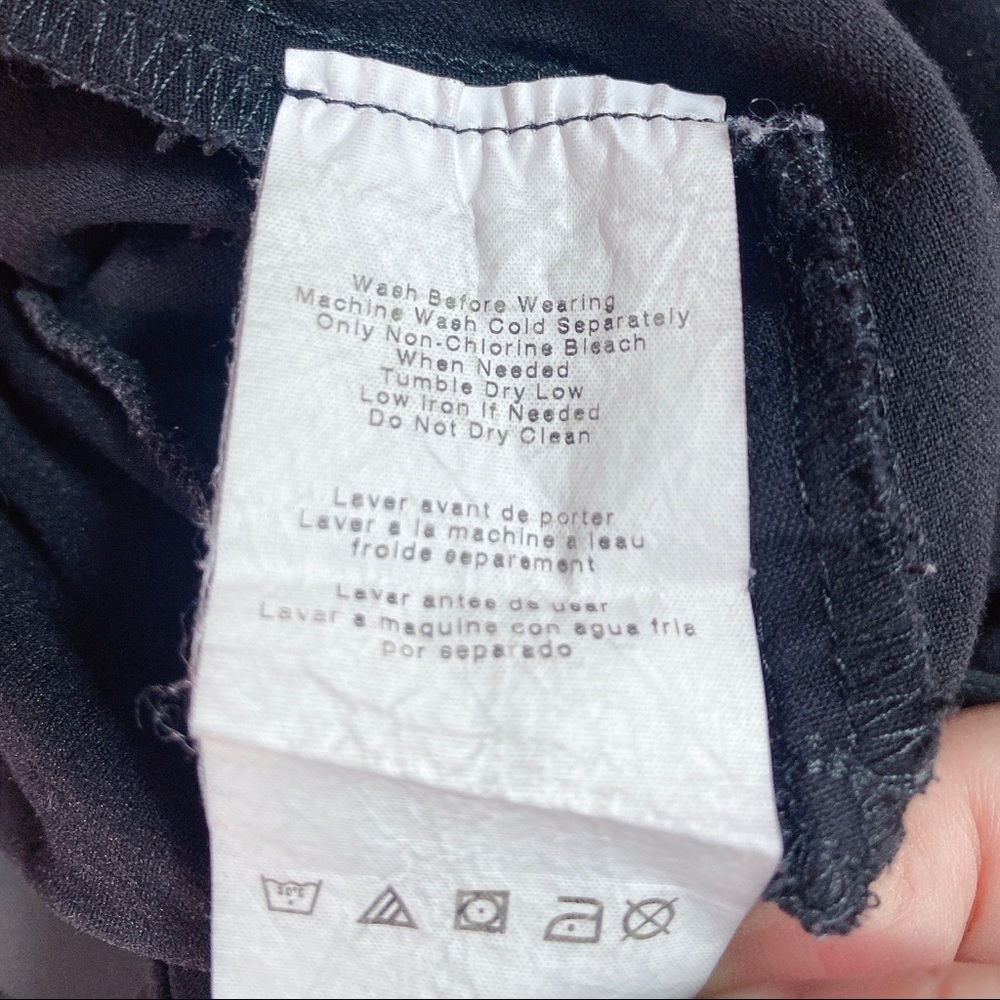 Wash Before Wearing
Machine Wash Cold Separately
Only Non-Chlorine Bleach
When Needed
Tumble Dry Low
Low Iron If Needed
Do Not Dry Clean
Laver avant de porter
Laver a la machine a leau
froide separement
Lavar antes de usar
Lavar a maquina con agua fria
por separado